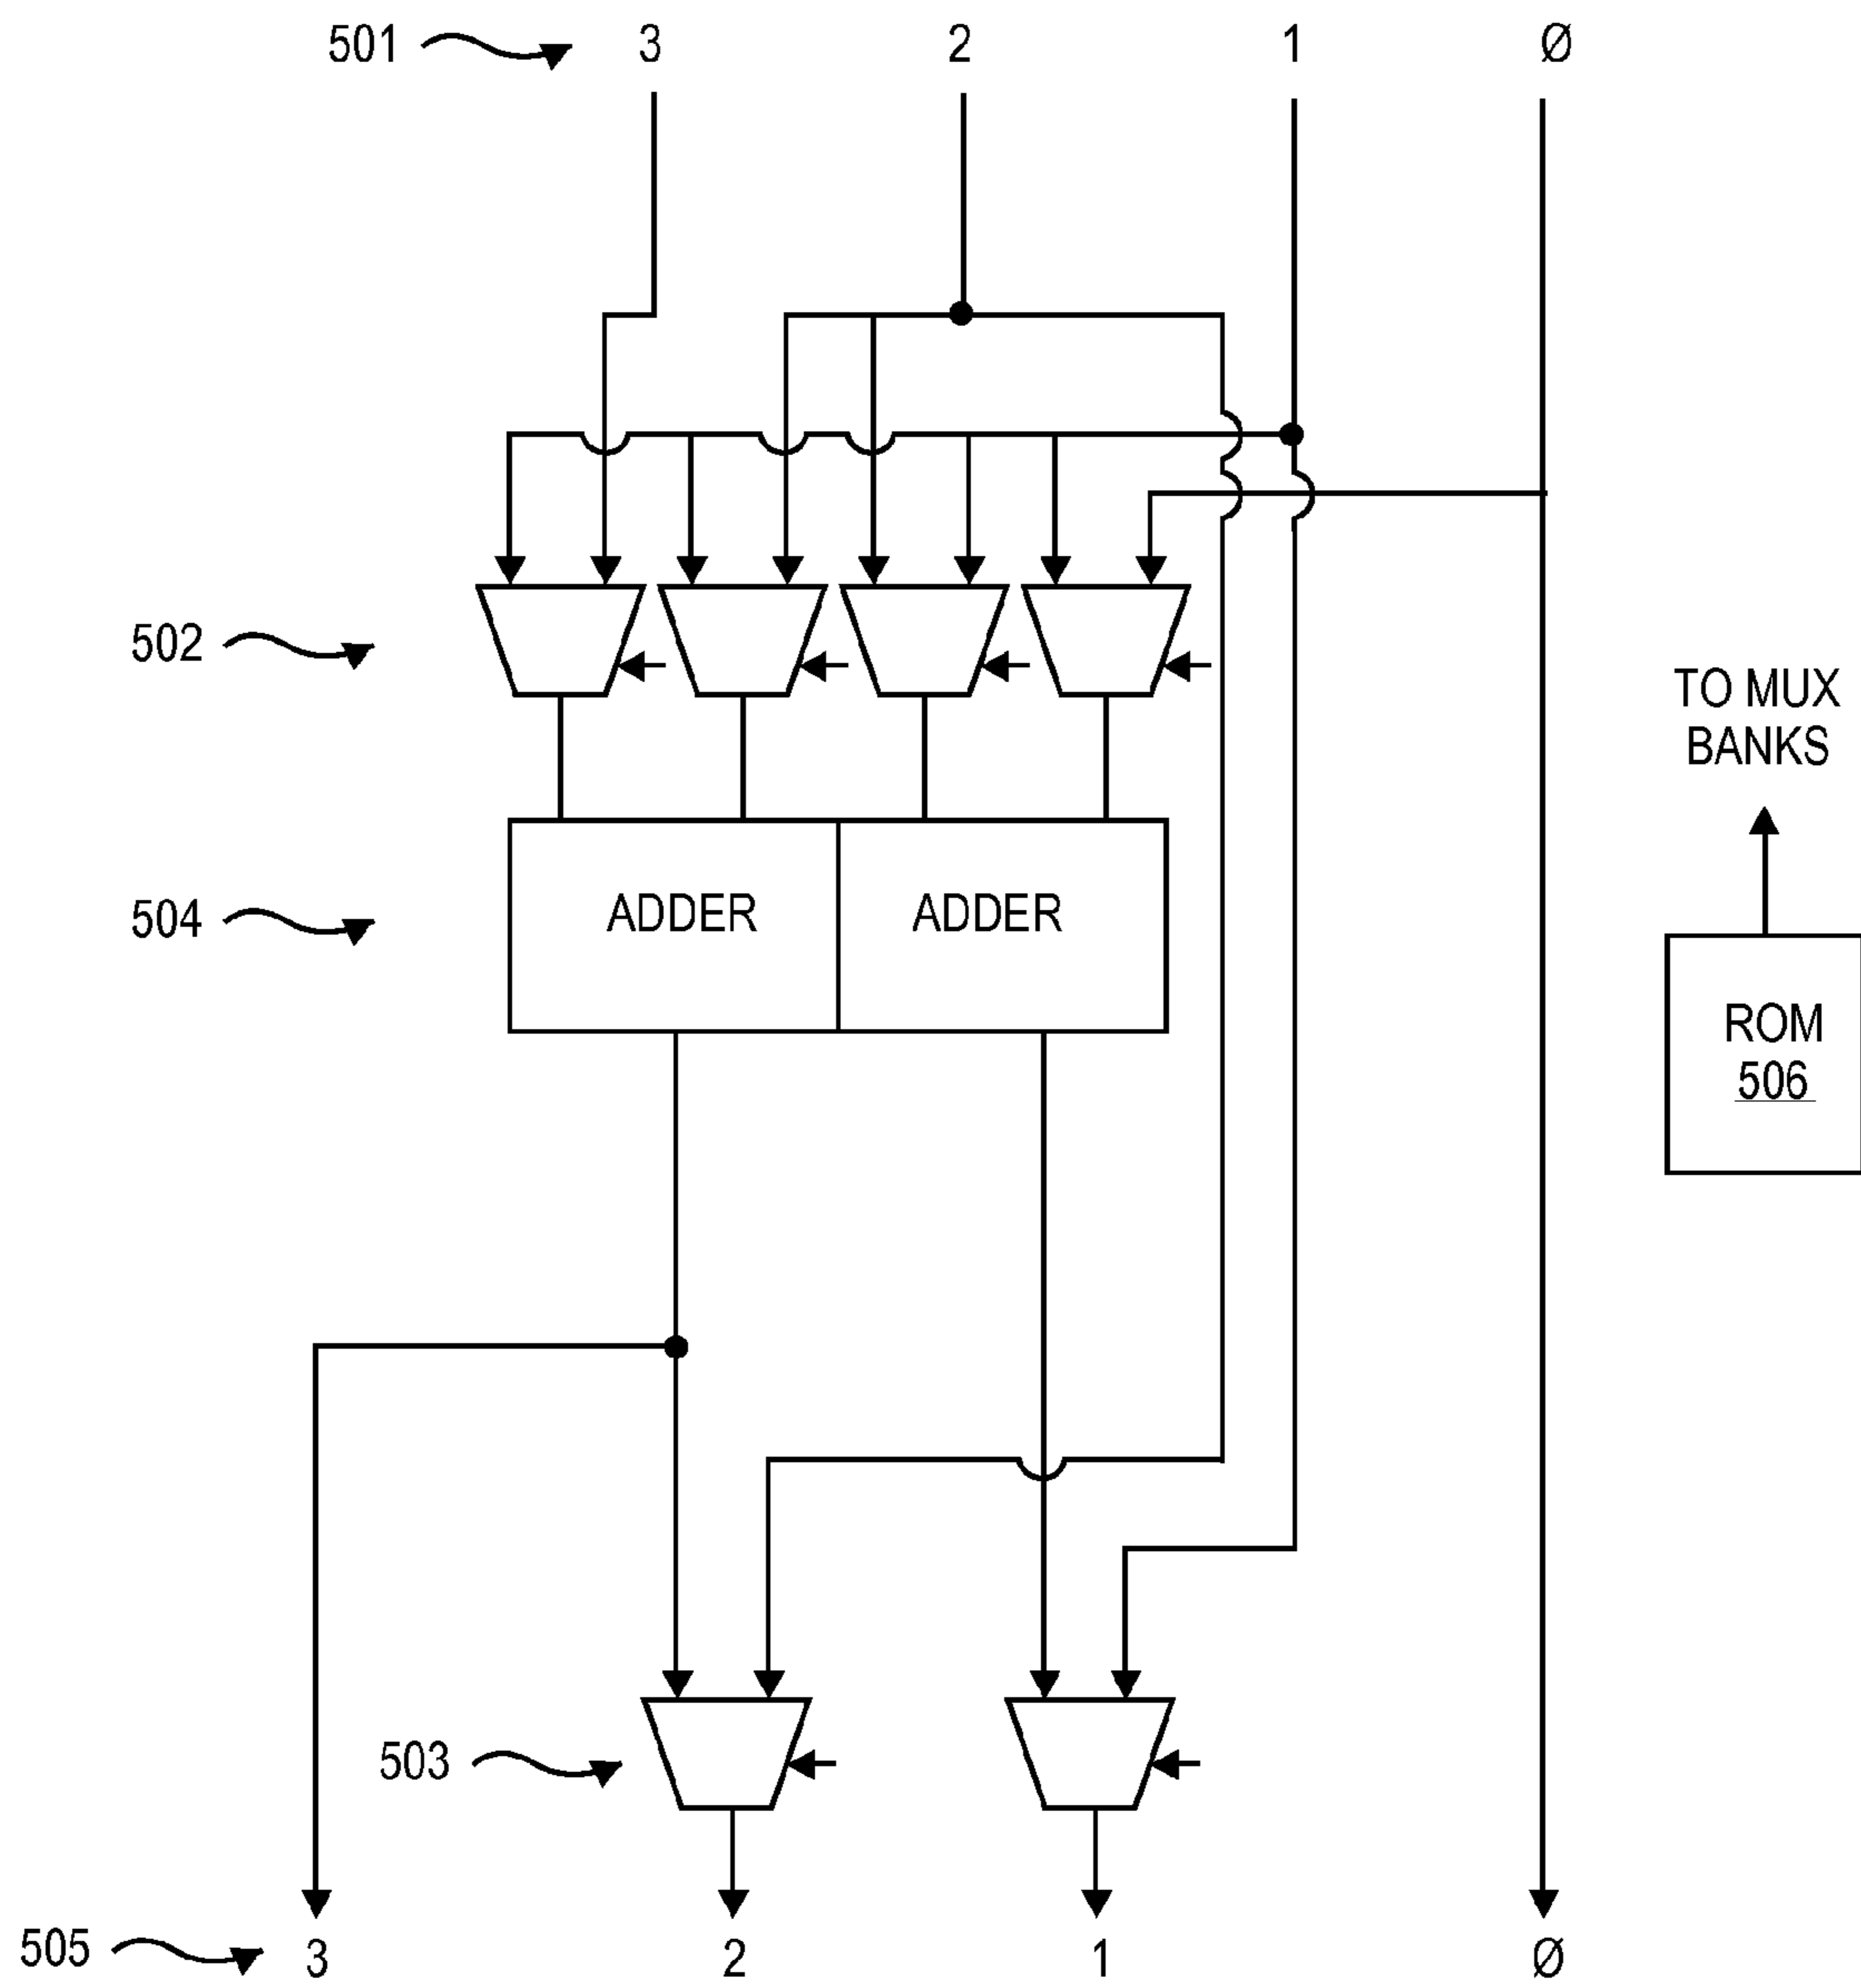 501 3 2 1 Ø
502
TO MUX
BANKS
504 ADDER ADDER
ROM
506
503
505 3 2 1 Ø